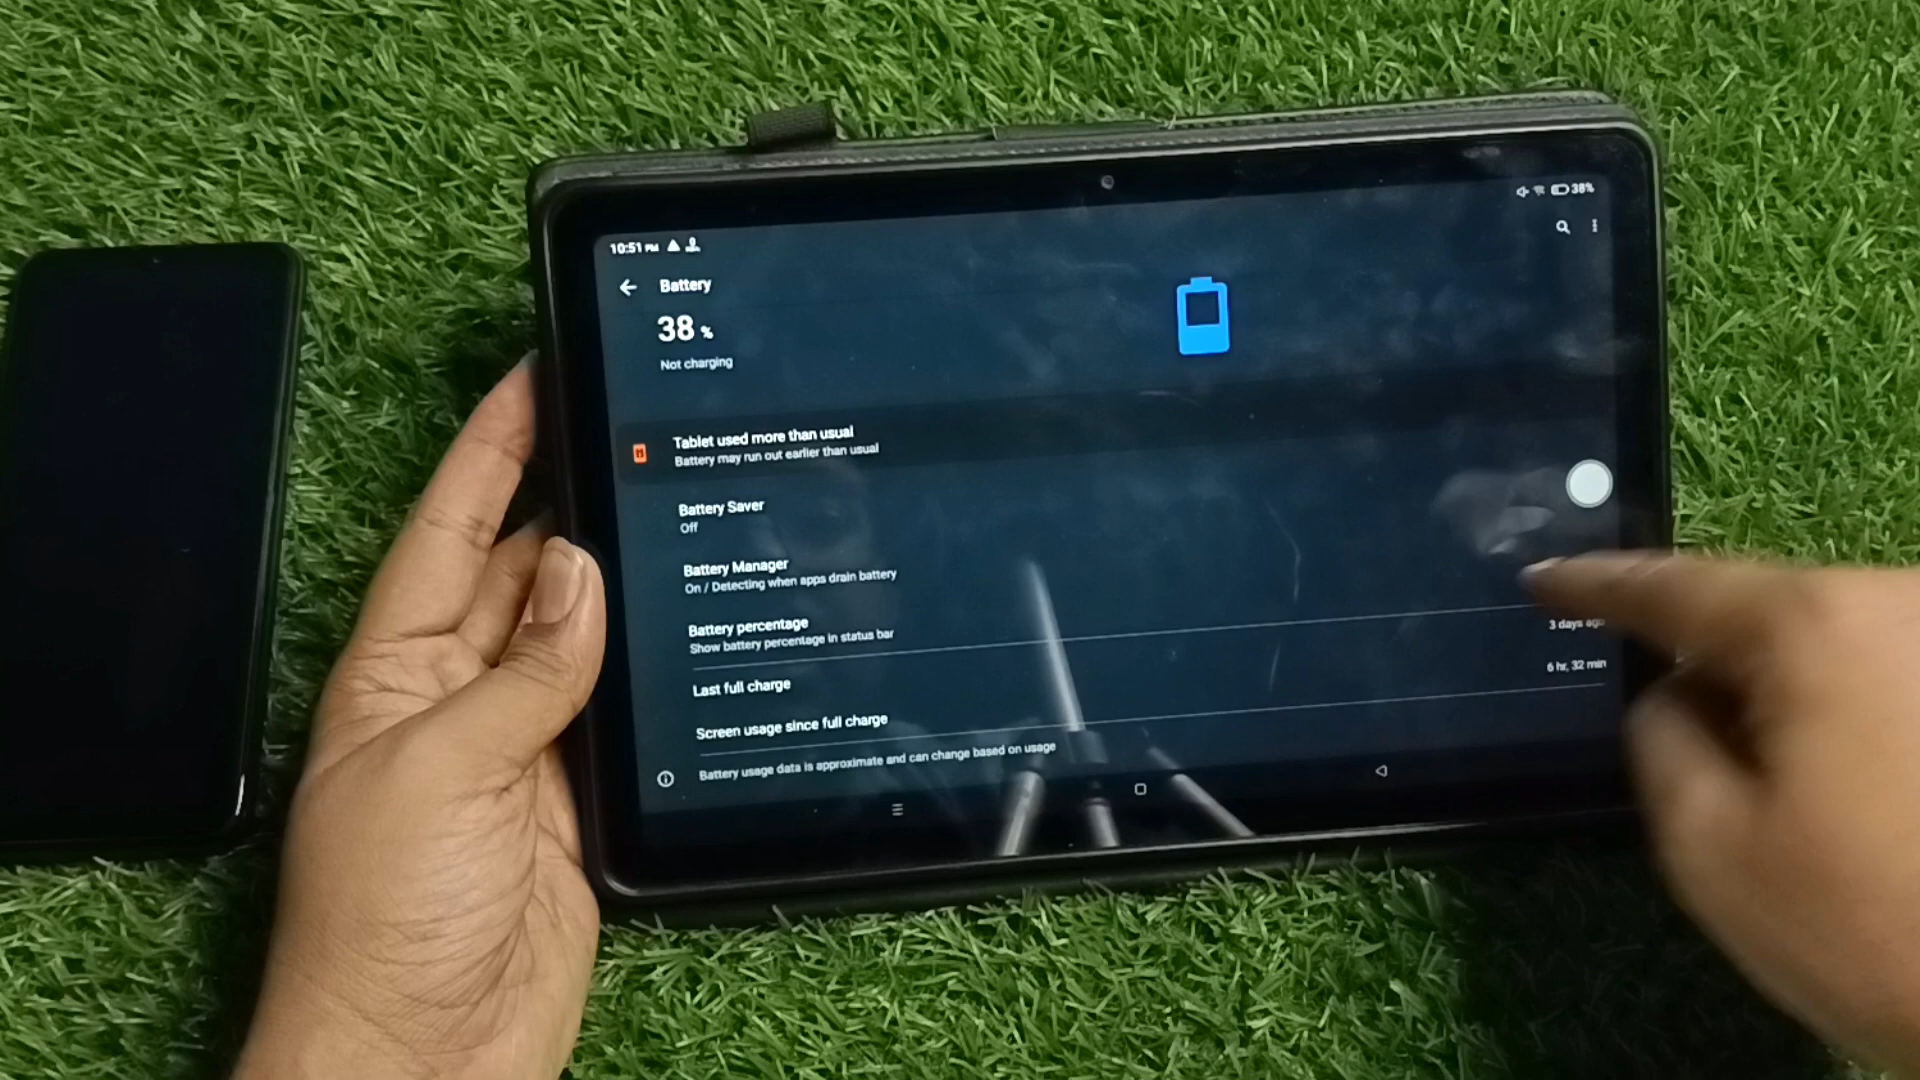 10:51 PM
38%
Battery
38 %
Not charging
Tablet used more than usual
Battery may run out earlier than usual
Battery Saver
Off
Battery Manager
On / Detecting when apps drain battery
Battery percentage
Show battery percentage in status bar
Last full charge
3 days ago
Screen usage since full charge
6 hr, 32 min
Battery usage data is approximate and can change based on usage